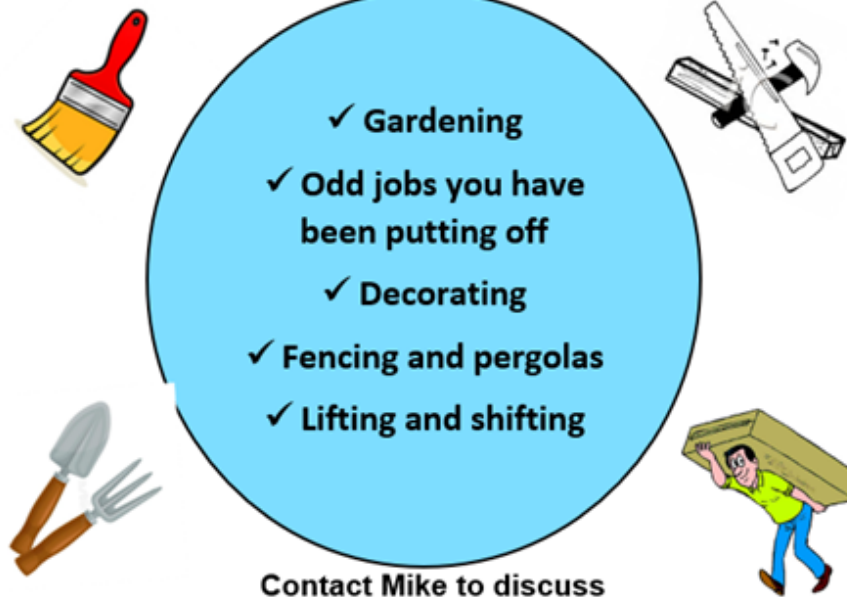 ✓ Gardening
✓ Odd jobs you have
been putting off
✓ Decorating
✓ Fencing and pergolas
✓ Lifting and shifting
Contact Mike to discuss